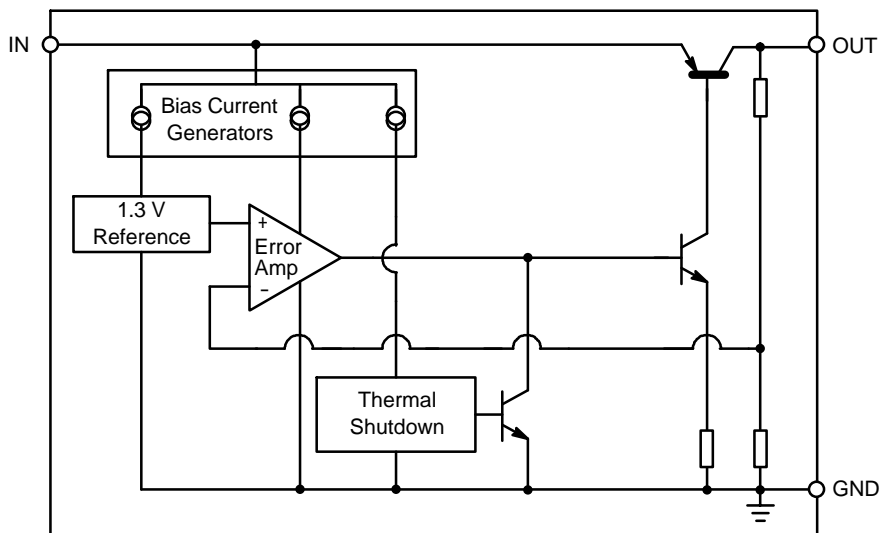 IN
OUT
Bias Current
Generators
1.3 V
Reference
+
Error
Amp
−
Thermal
Shutdown
GND